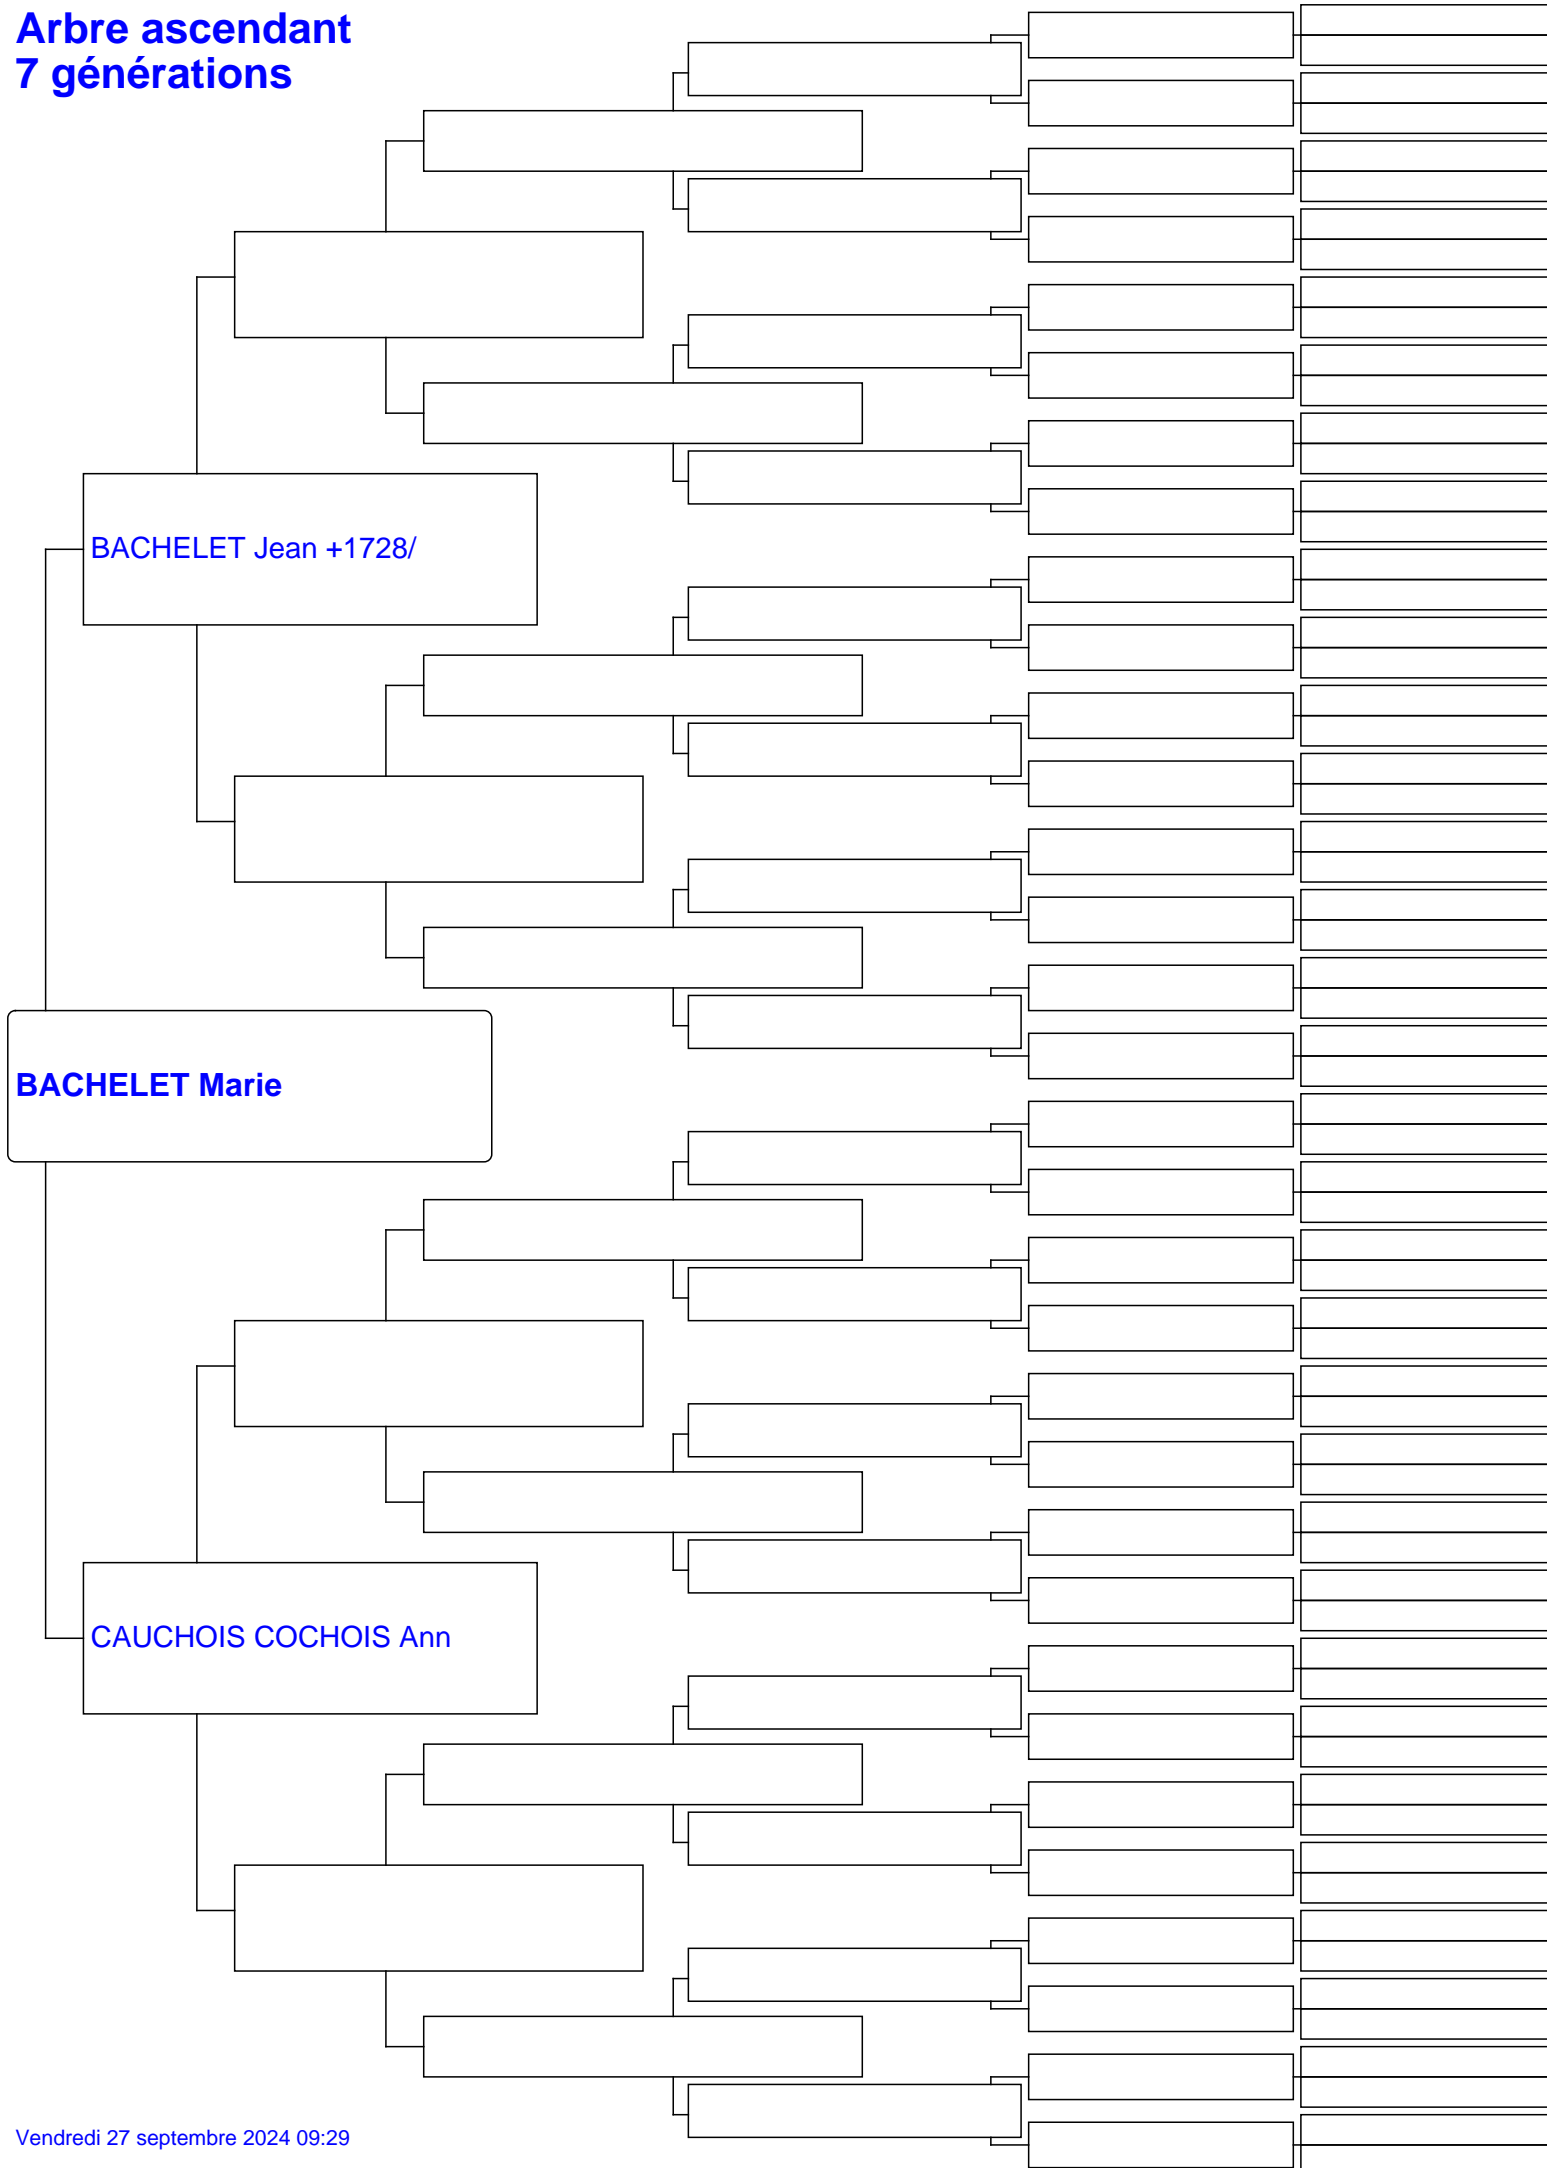 Arbre ascendant
7 générations
BACHELET Jean +1728/
BACHELET Marie
CAUCHOIS COCHOIS Ann
Vendredi 27 septembre 2024 09:29